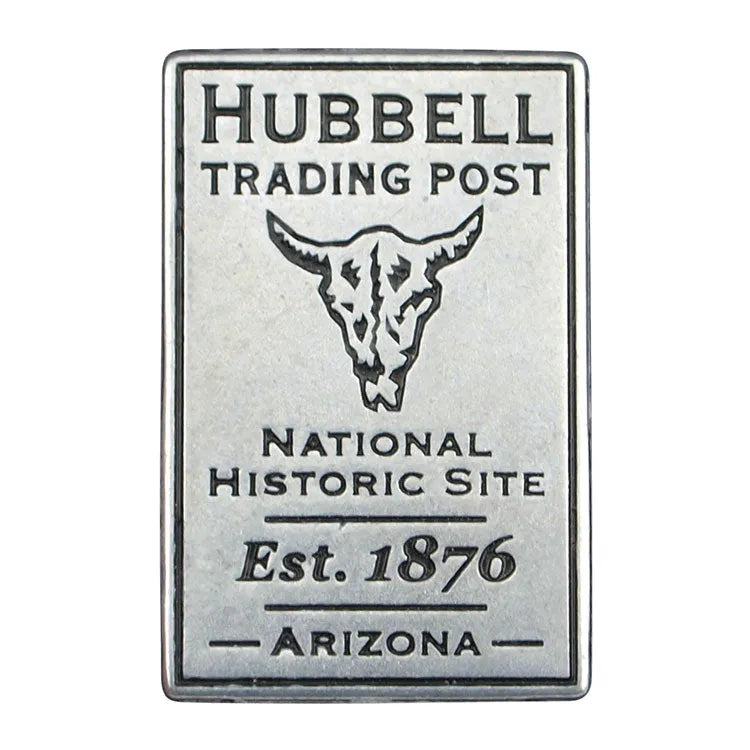 HUBBELL
TRADING POST
NATIONAL
HISTORIC SITE
Est. 1876
— ARIZONA —